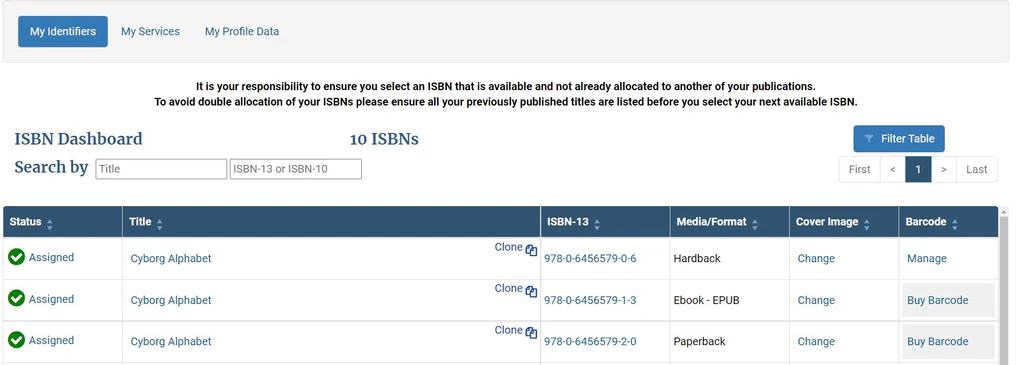 My Identifiers My Services My Profile Data
It is your responsibility to ensure you select an ISBN that is available and not already allocated to another of your publications.
To avoid double allocation of your ISBNs please ensure all your previously published titles are listed before you select your next available ISBN.
ISBN Dashboard 10 ISBNs Filter Table
Search by Title ISBN-13 or ISBN-10 First < 1 > Last
Status Title ISBN-13 Media/Format Cover Image Barcode
Assigned Cyborg Alphabet Clone 978-0-6456579-0-6 Hardback Change Manage
Assigned Cyborg Alphabet Clone 978-0-6456579-1-3 Ebook - EPUB Change Buy Barcode
Assigned Cyborg Alphabet Clone 978-0-6456579-2-0 Paperback Change Buy Barcode